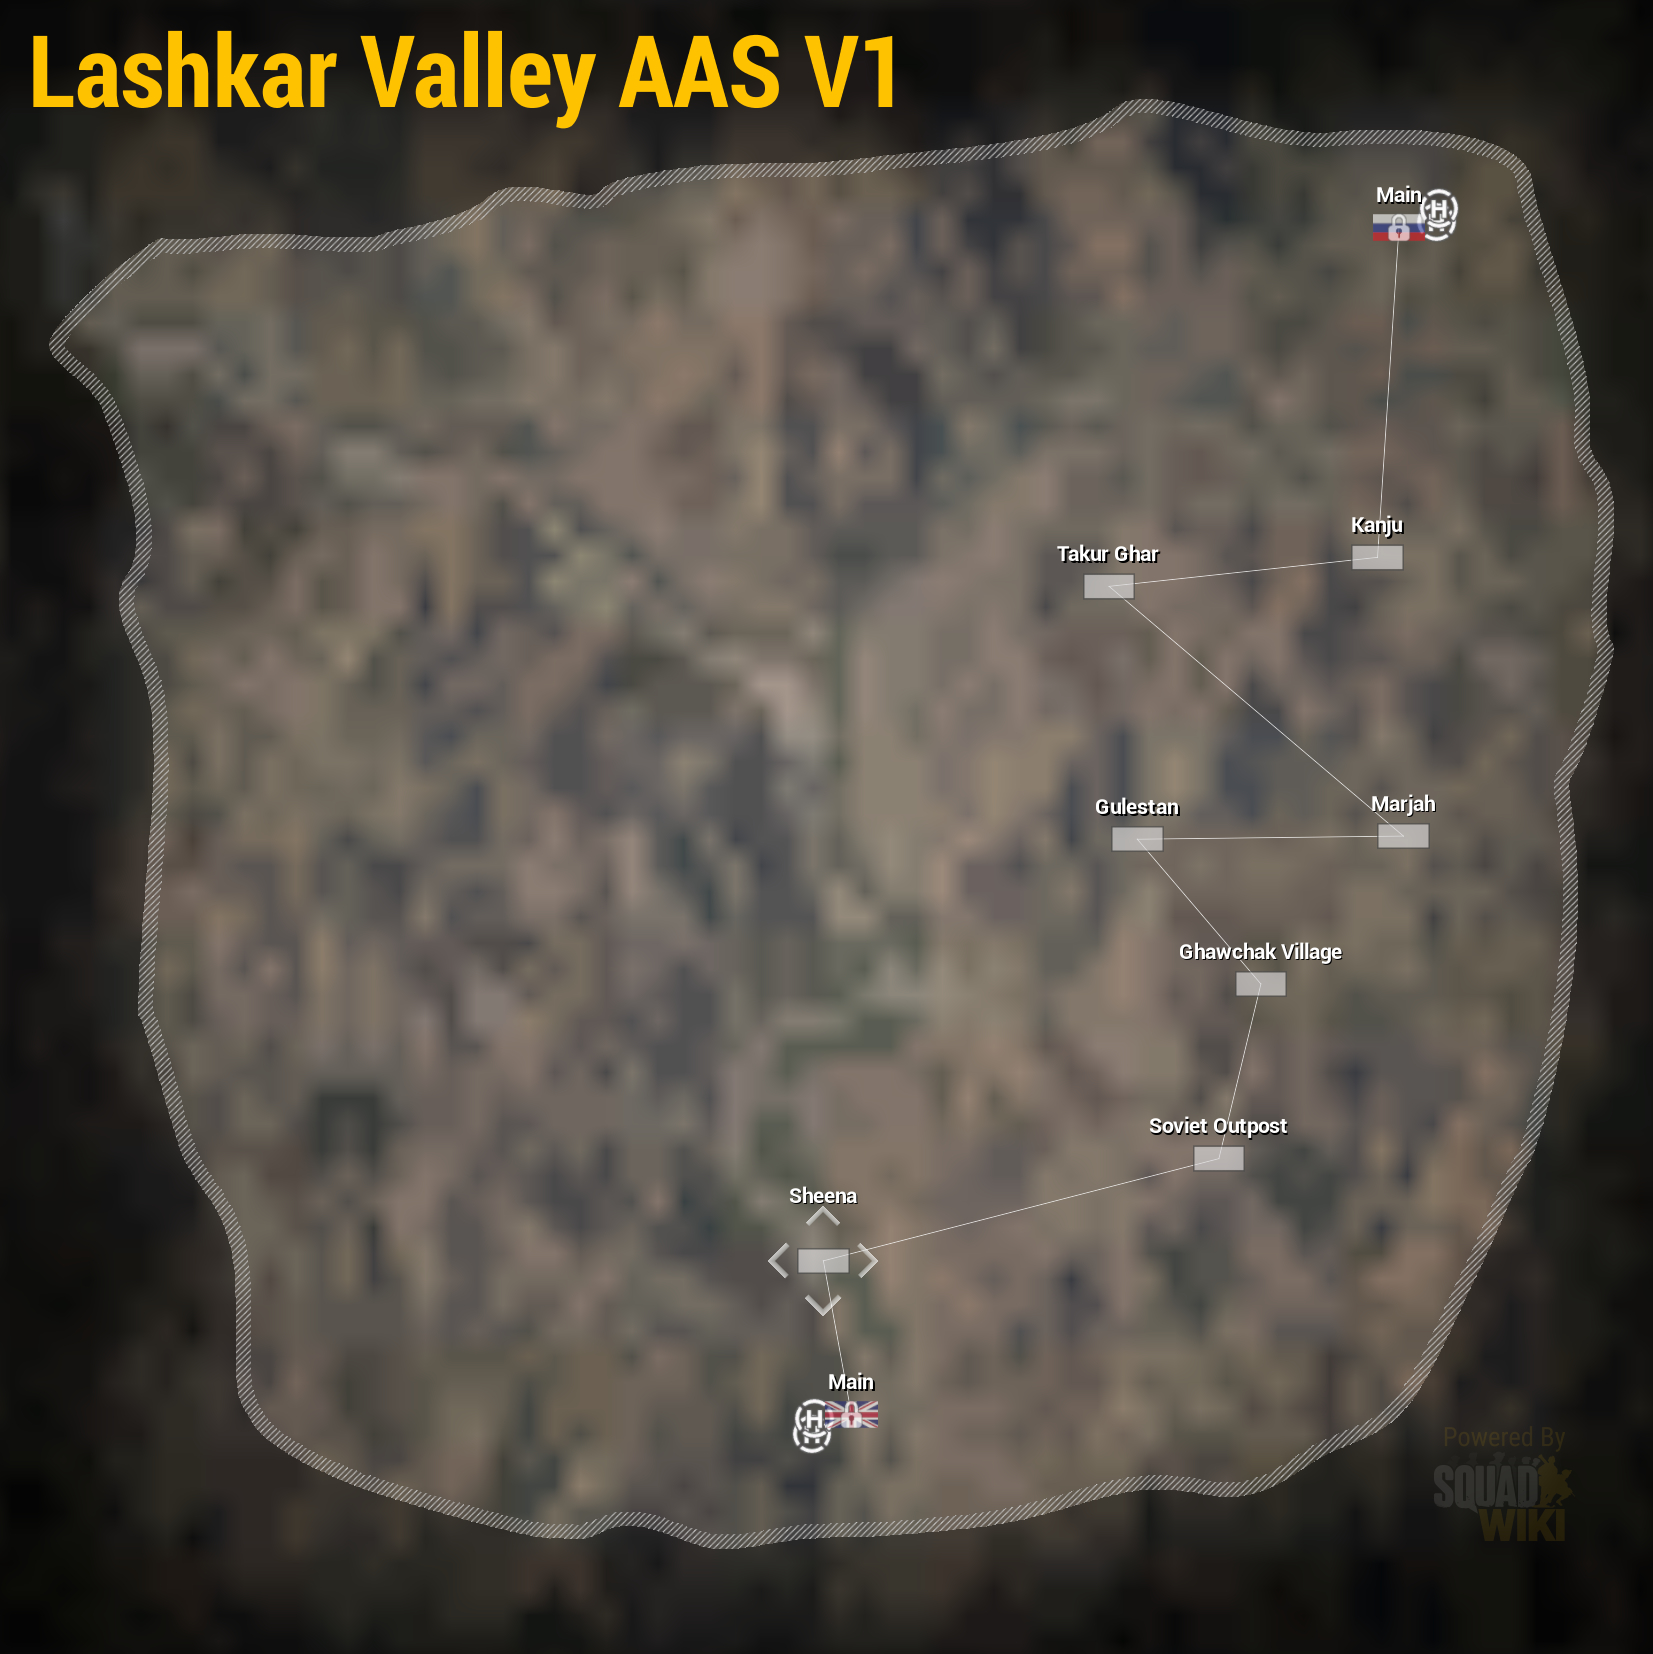 Lashkar Valley AAS V1
Main
H
Kanju
Takur Ghar
Marjah
Gulestan
Ghawchak Village
Soviet Outpost
Sheena
Main
H
Powered By
SQUAD
WIKI